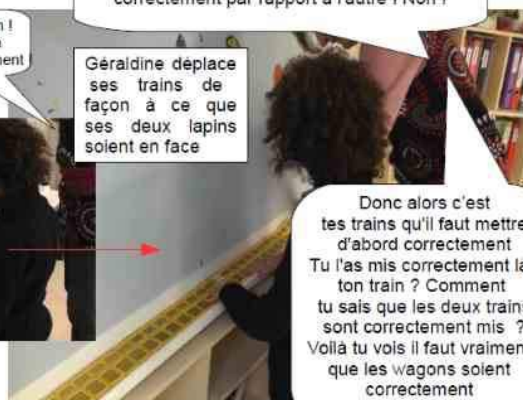 correctement par rapport à l'autre ? Non ?
Géraldine déplace
ses trains de
façon à ce que
ses deux lapins
soient en face
Donc alors c'est
tes trains qu'il faut mettre
d'abord correctement
Tu l'as mis correctement là
ton train ? Comment
tu sais que les deux trains
sont correctement mis ?
Voilà tu vois il faut vraiment
que les wagons soient
correctement